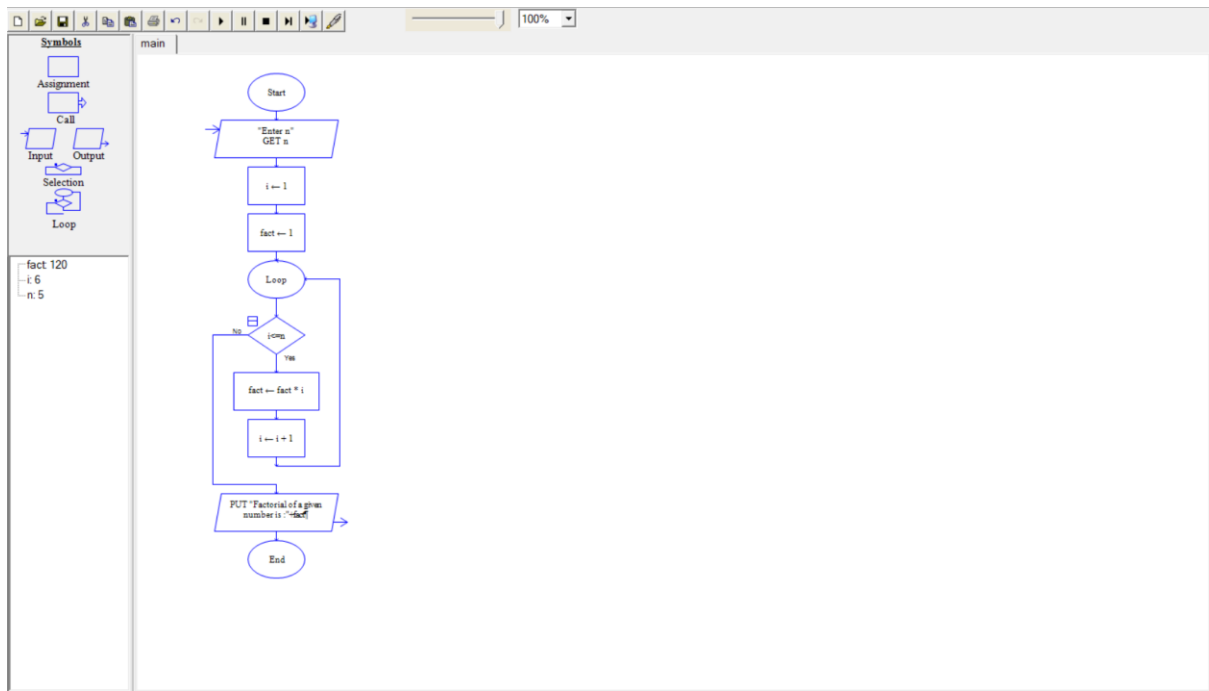 100%
Symbols
main
Assignment
Call
Input Output
Selection
Loop
fact: 120
i: 6
n: 5
Start
"Enter n"
GET n
i ← 1
fact ← 1
Loop
i<=n
No
Yes
fact ← fact * i
i ← i + 1
PUT "Factorial of a given
number is :"+fact¶
End